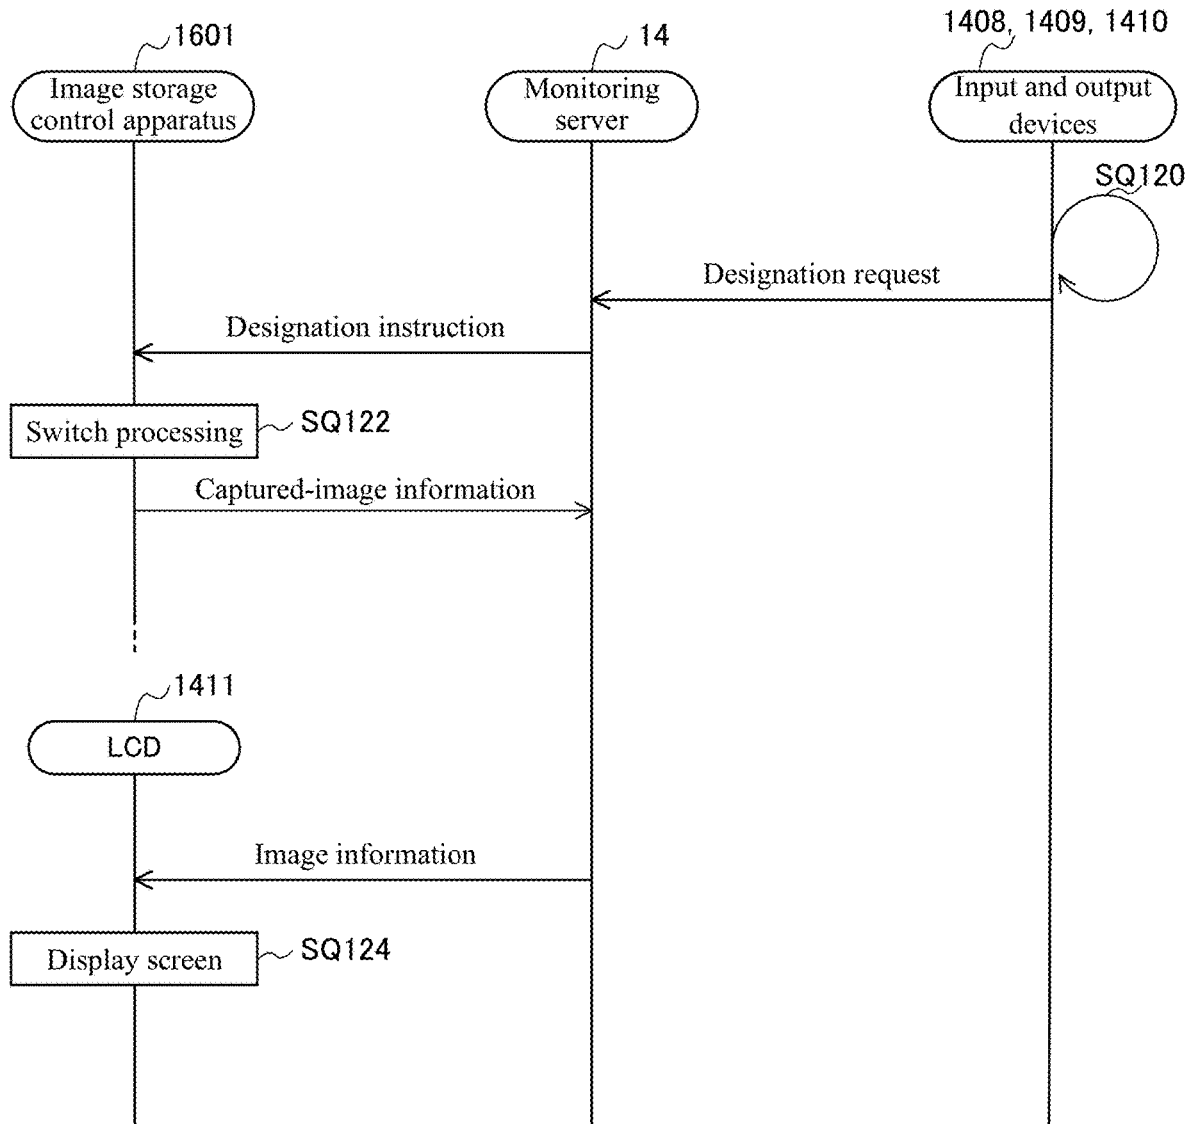 1601
14
1408, 1409, 1410
Image storage
control apparatus
Monitoring
server
Input and output
devices
SQ120
Designation request
Designation instruction
Switch processing
SQ122
Captured-image information
1411
LCD
Image information
Display screen
SQ124